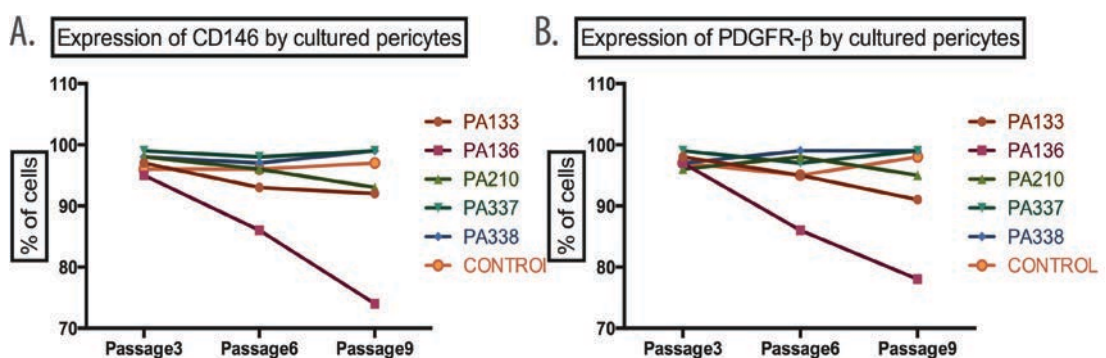 A. Expression of CD146 by cultured pericytes
110
100
90
80
70
% of cells
Passage3 Passage6 Passage9
PA133
PA136
PA210
PA337
PA338
CONTROL
B. Expression of PDGFR-β by cultured pericytes
110
100
90
80
70
% of cells
Passage3 Passage6 Passage9
PA133
PA136
PA210
PA337
PA338
CONTROL